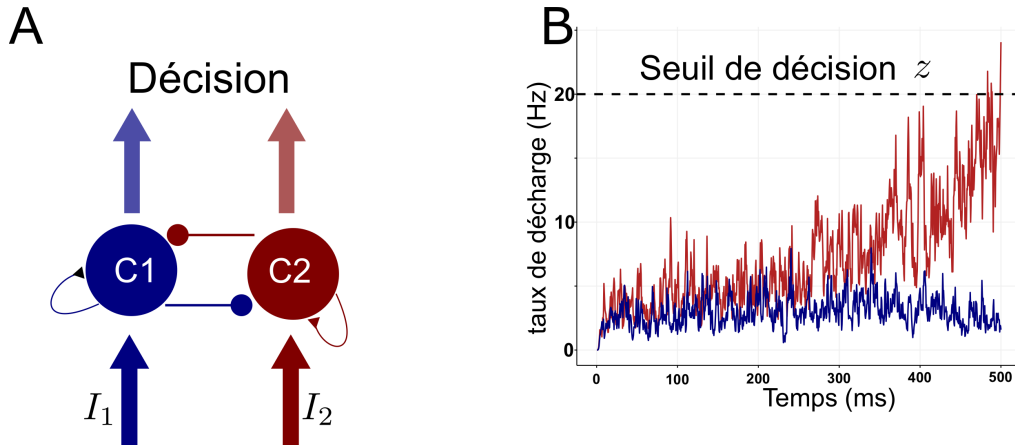 A
Décision
C1
C2
I₁
I₂
B
Seuil de décision z
taux de décharge (Hz)
20
10
0
0
100
200
300
400
500
Temps (ms)